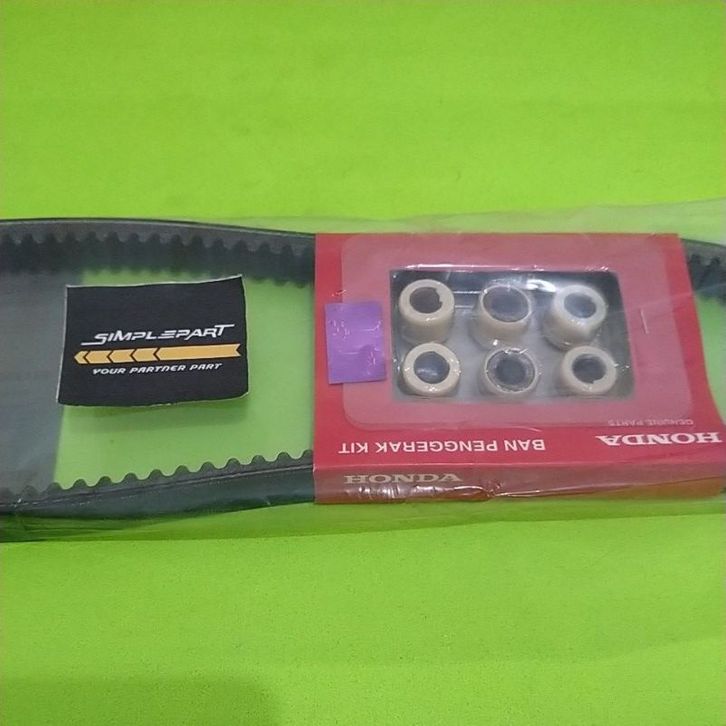 SIMPLEPART
YOUR PARTNER PART
HONDA
GENUINE PARTS
BAN PENGGERAK KIT
HONDA